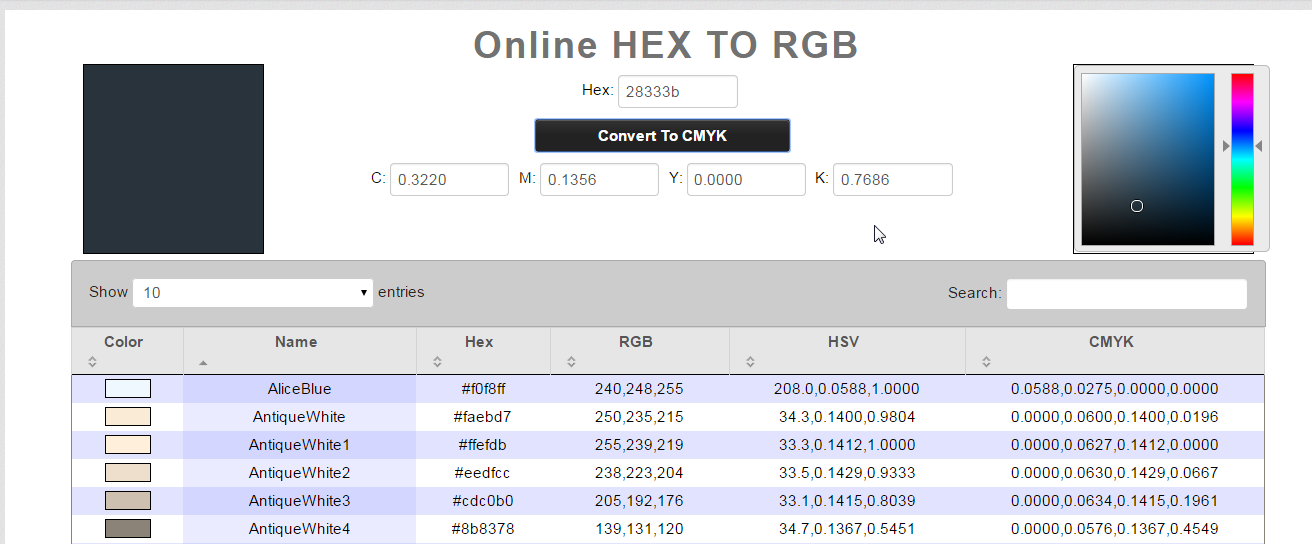 Online HEX TO RGB
Hex: 28333b
Convert To CMYK
C: 0.3220 M: 0.1356 Y: 0.0000 K: 0.7686
Show 10 entries Search:
Color Name Hex RGB HSV CMYK
AliceBlue #f0f8ff 240,248,255 208.0,0.0588,1.0000 0.0588,0.0275,0.0000,0.0000
AntiqueWhite #faebd7 250,235,215 34.3,0.1400,0.9804 0.0000,0.0600,0.1400,0.0196
AntiqueWhite1 #ffefdb 255,239,219 33.3,0.1412,1.0000 0.0000,0.0627,0.1412,0.0000
AntiqueWhite2 #eedfcc 238,223,204 33.5,0.1429,0.9333 0.0000,0.0630,0.1429,0.0667
AntiqueWhite3 #cdc0b0 205,192,176 33.1,0.1415,0.8039 0.0000,0.0634,0.1415,0.1961
AntiqueWhite4 #8b8378 139,131,120 34.7,0.1367,0.5451 0.0000,0.0576,0.1367,0.4549